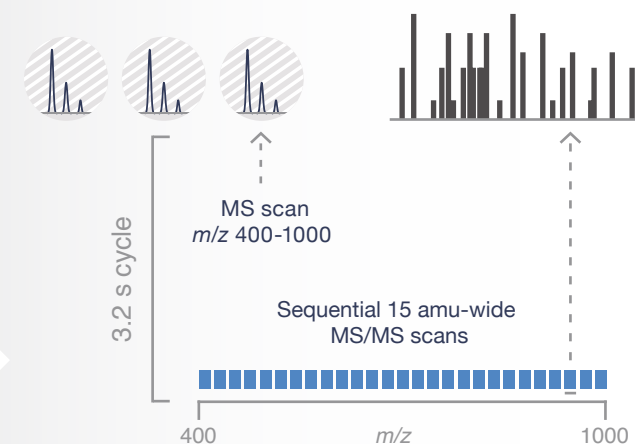 MS scan
m/z 400-1000
3.2 s cycle
Sequential 15 amu-wide
MS/MS scans
400
m/z
1000